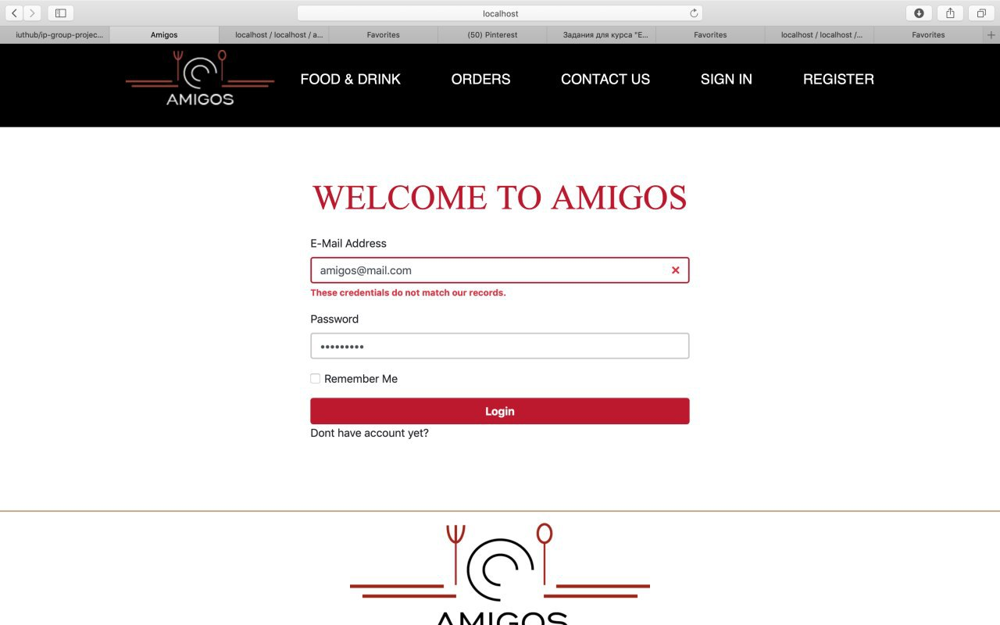 localhost
iuthub/ip-group-projec...
Amigos
localhost / localhost / a...
Favorites
(50) Pinterest
Задания для курса "E...
Favorites
localhost / localhost /...
Favorites
AMIGOS
FOOD & DRINK
ORDERS
CONTACT US
SIGN IN
REGISTER
WELCOME TO AMIGOS
E-Mail Address
amigos@mail.com
These credentials do not match our records.
Password
•••••••••
Remember Me
Login
Dont have account yet?
AMIGOS